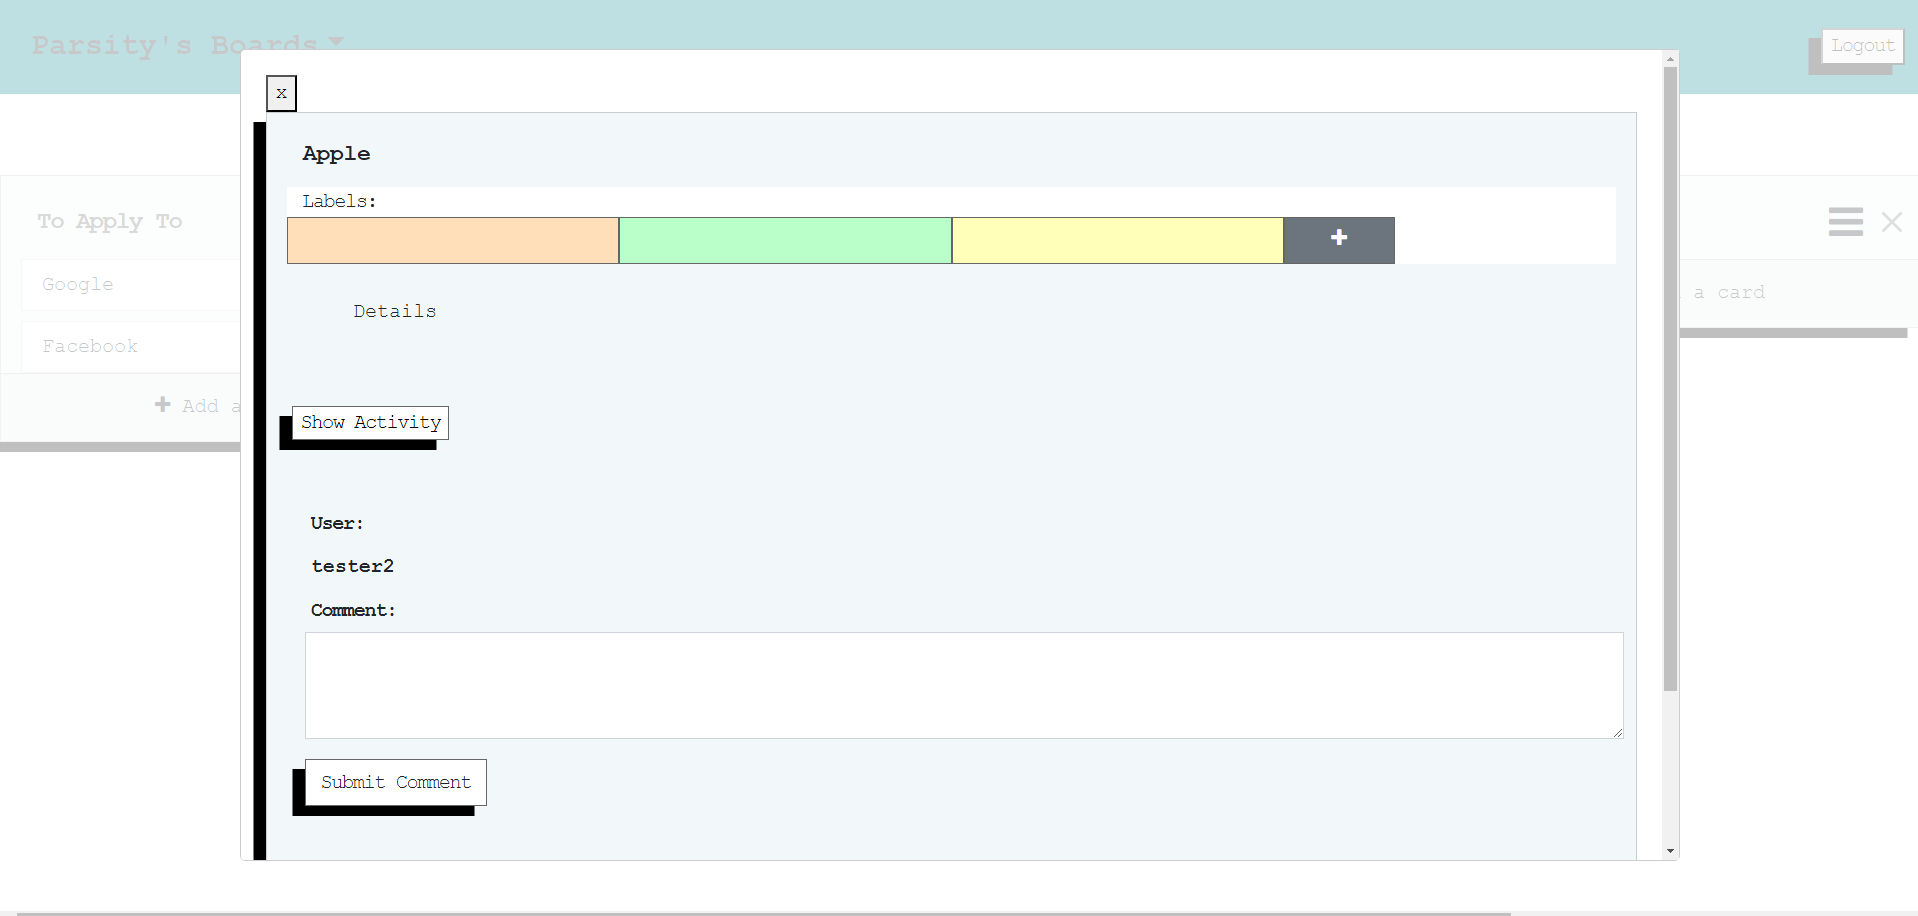 Parsity's Boards
Logout
x
Apple
Labels:
To Apply To
Google
Details
a card
Facebook
Add a
Show Activity
User:
tester2
Comment:
Submit Comment